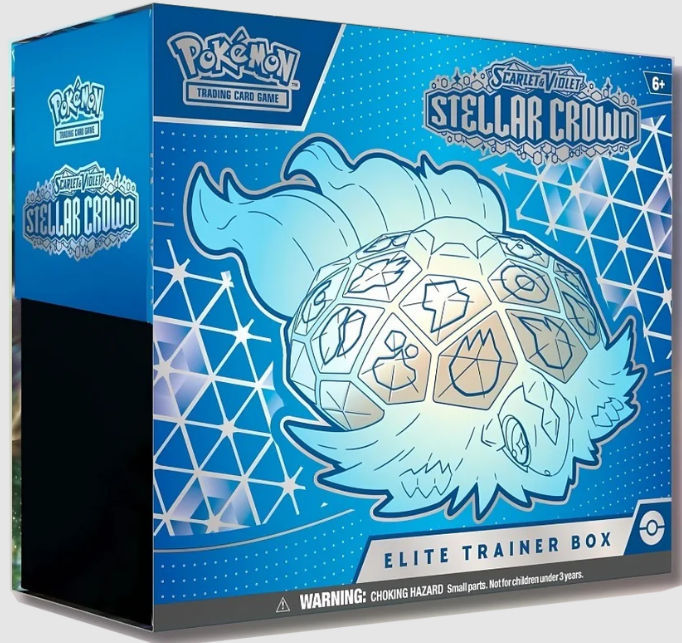 Pokémon
TRADING CARD GAME
SCARLET & VIOLET
STELLAR CROWN
Pokémon
TRADING CARD GAME
SCARLET & VIOLET
STELLAR CROWN
6+
ELITE TRAINER BOX
WARNING: CHOKING HAZARD Small parts. Not for children under 3 years.